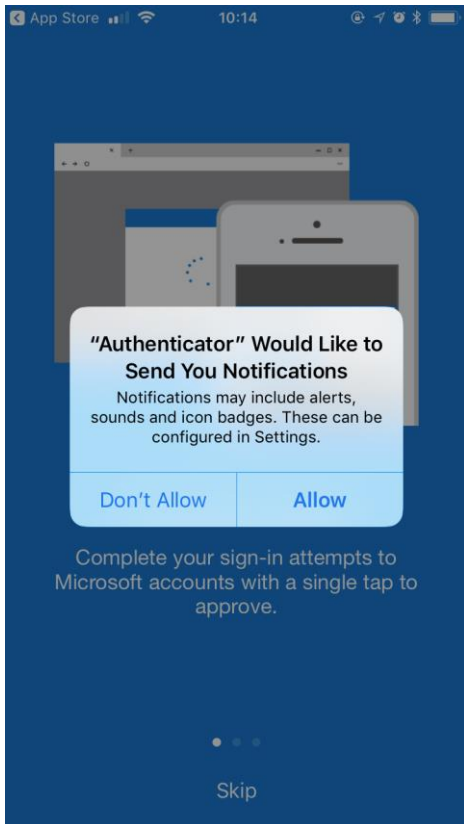 App Store
10:14
“Authenticator” Would Like to
Send You Notifications
Notifications may include alerts,
sounds and icon badges. These can be
configured in Settings.
Don't Allow
Allow
Complete your sign-in attempts to
Microsoft accounts with a single tap to
approve.
Skip